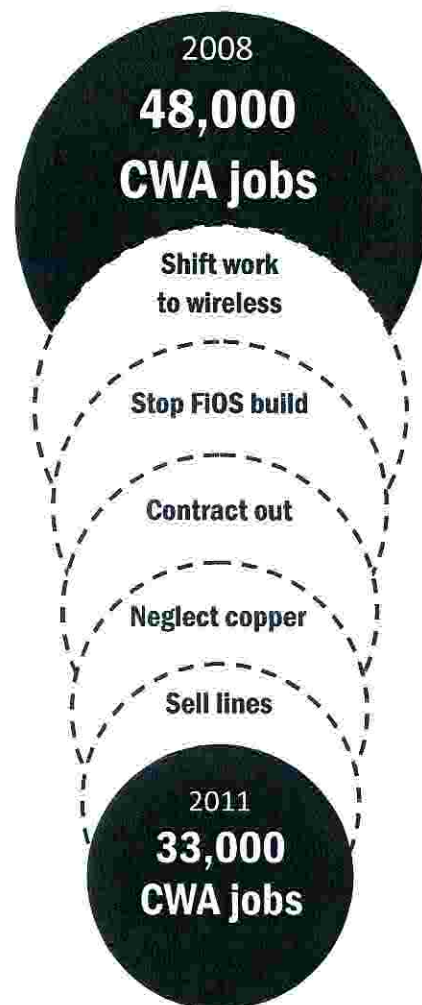 2008
48,000
CWA jobs
Shift work
to wireless
Stop FiOS build
Contract out
Neglect copper
Sell lines
2011
33,000
CWA jobs